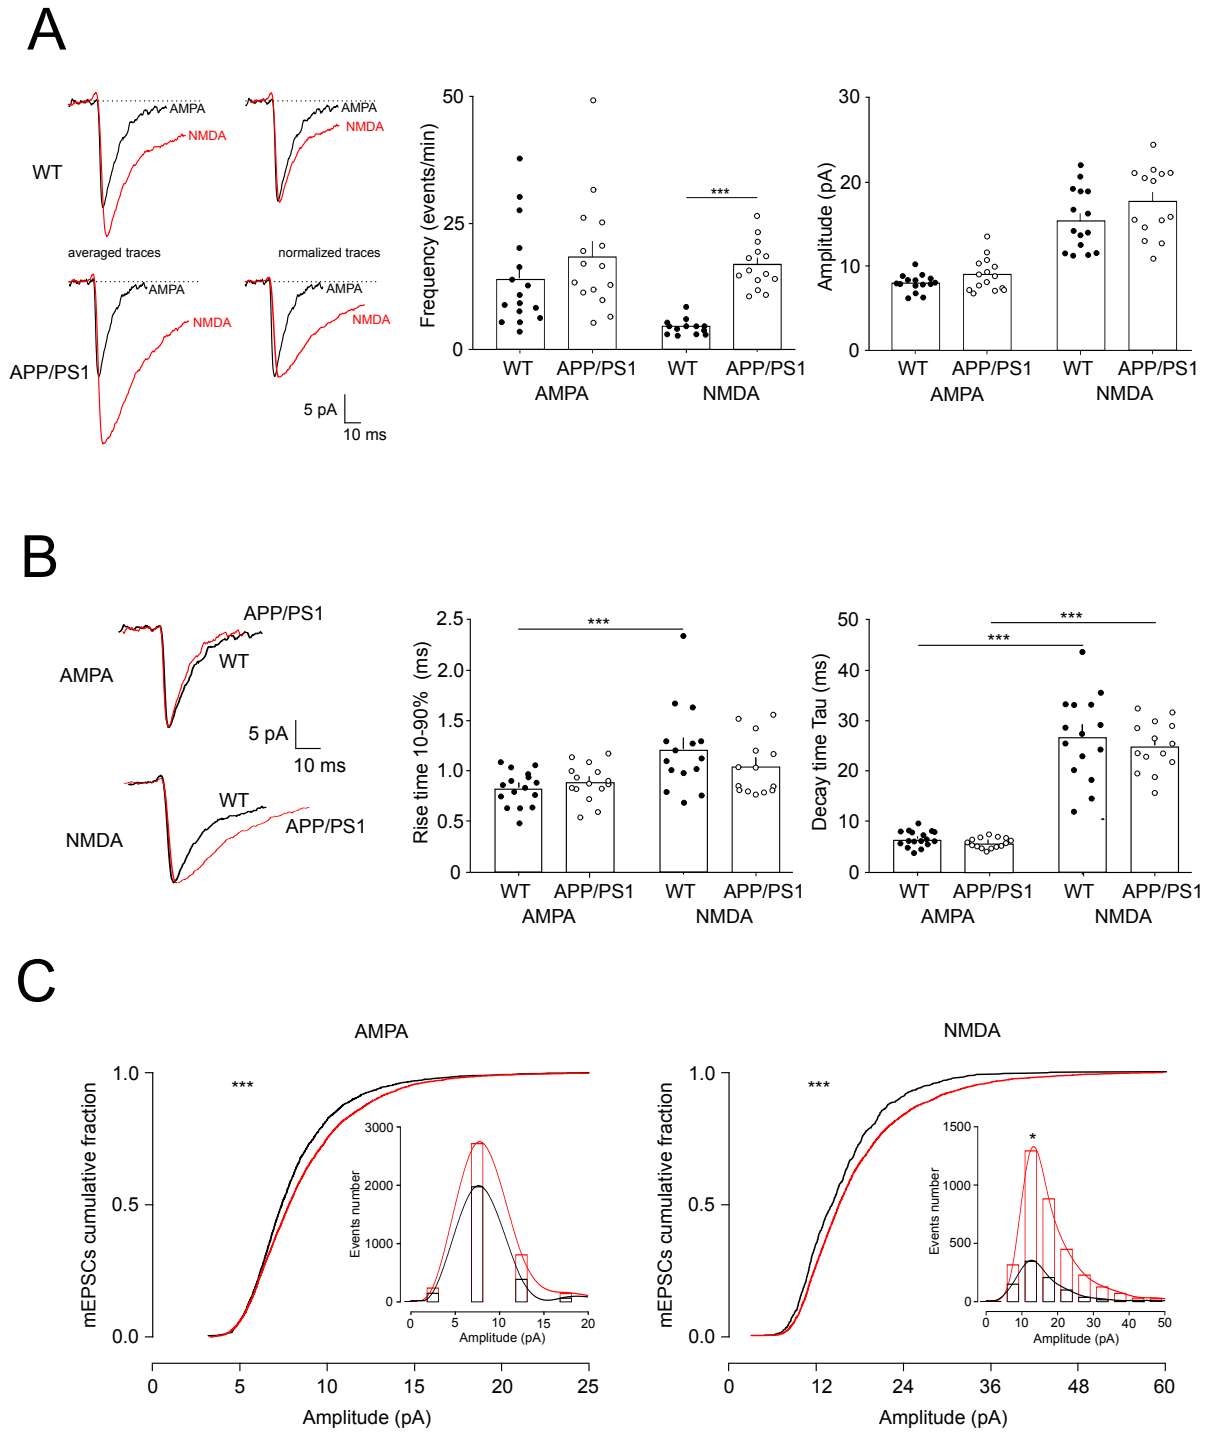 A
AMPA
NMDA
AMPA
NMDA
WT
averaged traces
normalized traces
AMPA
NMDA
AMPA
NMDA
APP/PS1
5 pA
10 ms
Frequency (events/min)
50
25
0
***
WT
APP/PS1
WT
APP/PS1
AMPA
NMDA
Amplitude (pA)
30
20
10
0
WT
APP/PS1
WT
APP/PS1
AMPA
NMDA
B
APP/PS1
WT
AMPA
5 pA
10 ms
WT
APP/PS1
NMDA
Rise time 10-90% (ms)
2.5
2.0
1.5
1.0
0.5
0
***
WT
APP/PS1
WT
APP/PS1
AMPA
NMDA
Decay time Tau (ms)
50
40
30
20
10
0
***
***
WT
APP/PS1
WT
APP/PS1
AMPA
NMDA
C
AMPA
mEPSCs cumulative fraction
1.0
0.5
0.0
***
0 5 10 15 20 25
Amplitude (pA)
Events number
3000
2000
1000
0
0 5 10 15 20
Amplitude (pA)
NMDA
mEPSCs cumulative fraction
1.0
0.5
0.0
***
0 12 24 36 48 60
Amplitude (pA)
Events number
1500
1000
500
0
*
0 10 20 30 40 50
Amplitude (pA)